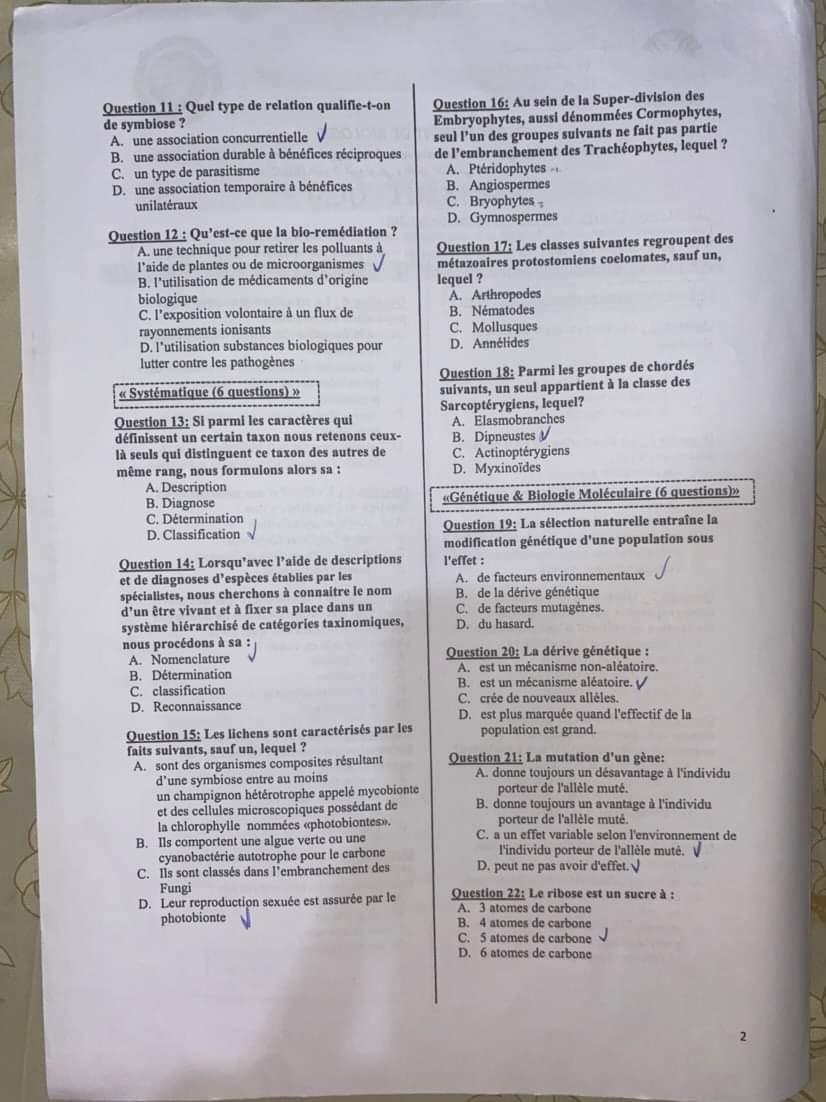 Question 11 : Quel type de relation qualifie-t-on
de symbiose ?
A. une association concurrentielle
B. une association durable à bénéfices réciproques
C. un type de parasitisme
D. une association temporaire à bénéfices
unilatéraux
Question 12 : Qu'est-ce que la bio-remédiation ?
A. une technique pour retirer les polluants à
l'aide de plantes ou de microorganismes
B. l'utilisation de médicaments d'origine
biologique
C. l'exposition volontaire à un flux de
rayonnements ionisants
D. l'utilisation substances biologiques pour
lutter contre les pathogènes
« Systématique (6 questions) »
Question 13: Si parmi les caractères qui
définissent un certain taxon nous retenons ceux-
là seuls qui distinguent ce taxon des autres de
même rang, nous formulons alors sa :
A. Description
B. Diagnose
C. Détermination
D. Classification
Question 14: Lorsqu'avec l'aide de descriptions
et de diagnoses d'espèces établies par les
spécialistes, nous cherchons à connaitre le nom
d'un être vivant et à fixer sa place dans un
système hiérarchisé de catégories taxinomiques,
nous procédons à sa :
A. Nomenclature
B. Détermination
C. classification
D. Reconnaissance
Question 15: Les lichens sont caractérisés par les
faits suivants, sauf un, lequel ?
A. sont des organismes composites résultant
d'une symbiose entre au moins
un champignon hétérotrophe appelé mycobionte
et des cellules microscopiques possédant de
la chlorophylle nommées «photobiontes».
B. Ils comportent une algue verte ou une
cyanobactérie autotrophe pour le carbone
C. Ils sont classés dans l'embranchement des
Fungi
D. Leur reproduction sexuée est assurée par le
photobionte
Question 16: Au sein de la Super-division des
Embryophytes, aussi dénommées Cormophytes,
seul l'un des groupes suivants ne fait pas partie
de l'embranchement des Trachéophytes, lequel ?
A. Ptéridophytes
B. Angiospermes
C. Bryophytes
D. Gymnospermes
Question 17: Les classes suivantes regroupent des
métazoaires protostomiens coelomates, sauf un,
lequel ?
A. Arthropodes
B. Nématodes
C. Mollusques
D. Annélides
Question 18: Parmi les groupes de chordés
suivants, un seul appartient à la classe des
Sarcoptérygiens, lequel?
A. Elasmobranches
B. Dipneustes
C. Actinoptérygiens
D. Myxinoïdes
«Génétique & Biologie Moléculaire (6 questions)»
Question 19: La sélection naturelle entraîne la
modification génétique d'une population sous
l'effet :
A. de facteurs environnementaux
B. de la dérive génétique
C. de facteurs mutagènes.
D. du hasard.
Question 20: La dérive génétique :
A. est un mécanisme non-aléatoire.
B. est un mécanisme aléatoire.
C. crée de nouveaux allèles.
D. est plus marquée quand l'effectif de la
population est grand.
Question 21: La mutation d'un gène:
A. donne toujours un désavantage à l'individu
porteur de l'allèle muté.
B. donne toujours un avantage à l'individu
porteur de l'allèle muté.
C. a un effet variable selon l'environnement de
l'individu porteur de l'allèle muté.
D. peut ne pas avoir d'effet.
Question 22: Le ribose est un sucre à :
A. 3 atomes de carbone
B. 4 atomes de carbone
C. 5 atomes de carbone
D. 6 atomes de carbone
2